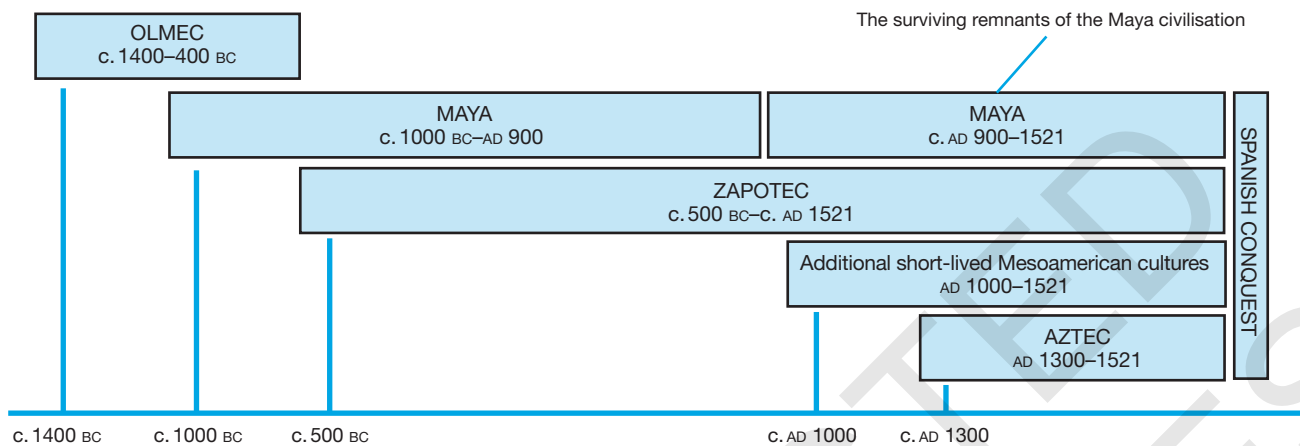 The surviving remnants of the Maya civilisation
OLMEC
c. 1400–400 BC
MAYA
c. 1000 BC–AD 900
MAYA
c. AD 900–1521
ZAPOTEC
c. 500 BC–c. AD 1521
Additional short-lived Mesoamerican cultures
AD 1000–1521
AZTEC
AD 1300–1521
SPANISH CONQUEST
c. 1400 BC
c. 1000 BC
c. 500 BC
c. AD 1000
c. AD 1300